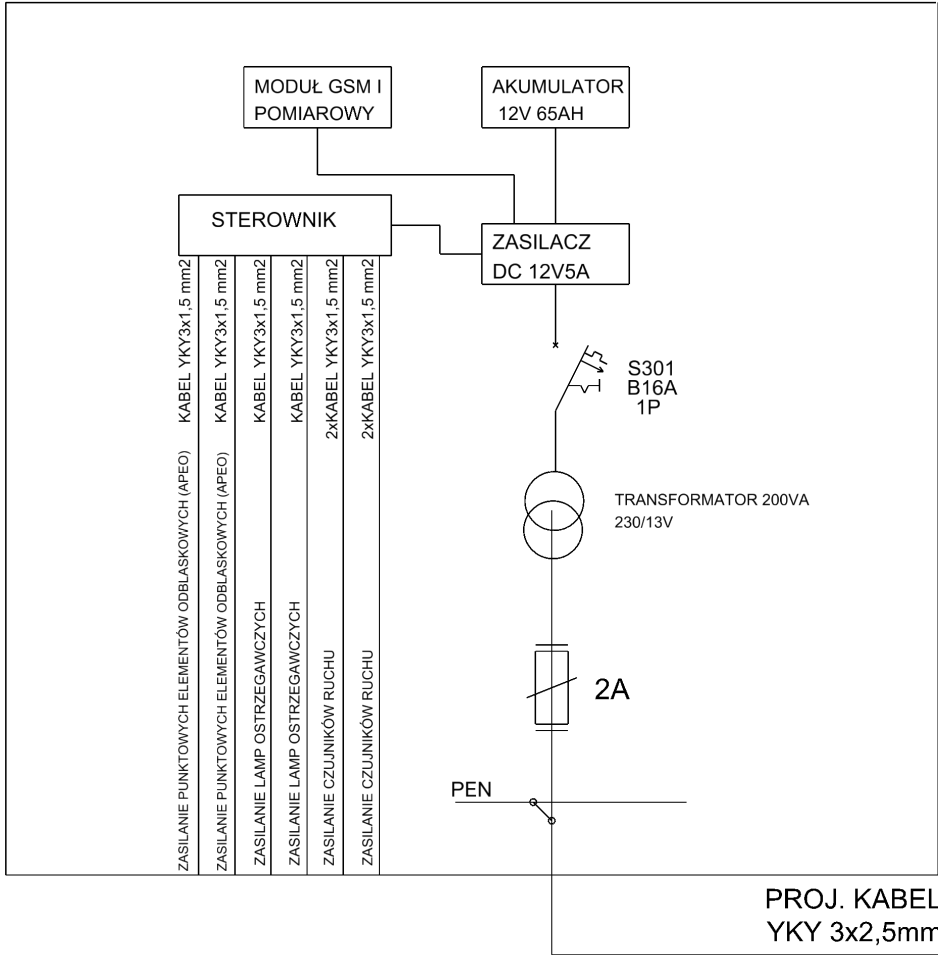 MODUŁ GSM I
POMIAROWY
AKUMULATOR
12V 65AH
STEROWNIK
ZASILACZ
DC 12V5A
S301
B16A
1P
TRANSFORMATOR 200VA
230/13V
2A
PEN
ZASILANIE PUNKTOWYCH ELEMENTÓW ODBLASKOWYCH (APEO) KABEL YKY3x1,5 mm2
ZASILANIE PUNKTOWYCH ELEMENTÓW ODBLASKOWYCH (APEO) KABEL YKY3x1,5 mm2
ZASILANIE LAMP OSTRZEGAWCZYCH KABEL YKY3x1,5 mm2
ZASILANIE LAMP OSTRZEGAWCZYCH KABEL YKY3x1,5 mm2
ZASILANIE CZUJNIKÓW RUCHU 2xKABEL YKY3x1,5 mm2
ZASILANIE CZUJNIKÓW RUCHU 2xKABEL YKY3x1,5 mm2
PROJ. KABEL
YKY 3x2,5mm